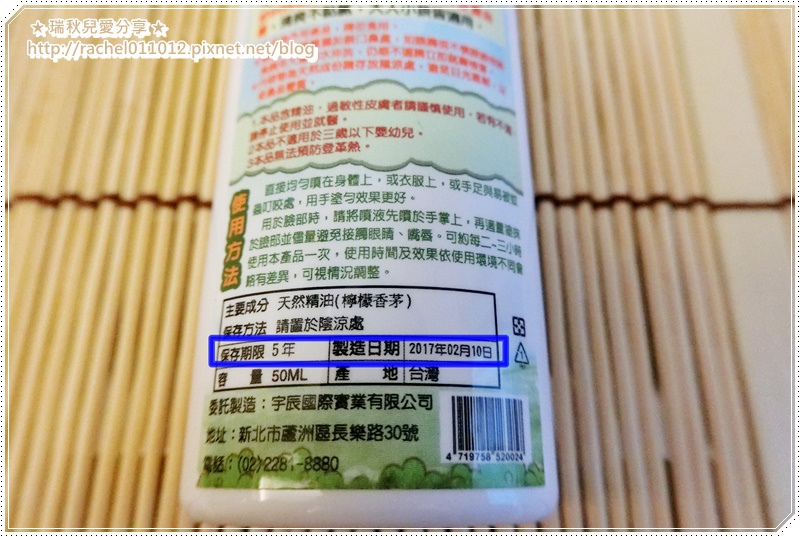 ★瑞秋兒愛分享★
★http://rachel011012.pixnet.net/blog★
1.本品含精油，過敏性皮膚者請謹慎使用，若有不適
請停止使用並就醫。
2.本品不適用於三歲以下嬰幼兒。
3.本品無法預防登革熱。
使用方法
直接均勻噴在身體上，或衣服上，或手足與易被蚊
蟲叮咬處，用手塗勻效果更好。
用於臉部時，請將噴液先噴於手掌上，再適量擦抹
於臉部並儘量避免接觸眼睛、嘴唇。可約每二~三小時
使用本產品一次，使用時間及效果依使用環境不同會
略有差異，可視情況調整。
主要成分 天然精油(檸檬香茅)
保存方法 請置於陰涼處
保存期限 5年 製造日期 2017年02月10日
容量 50ML 產地 台灣
委託製造：宇辰國際實業有限公司
地址：新北市蘆洲區長樂路30號
電話：(02)2281-8880
4 719758 520024